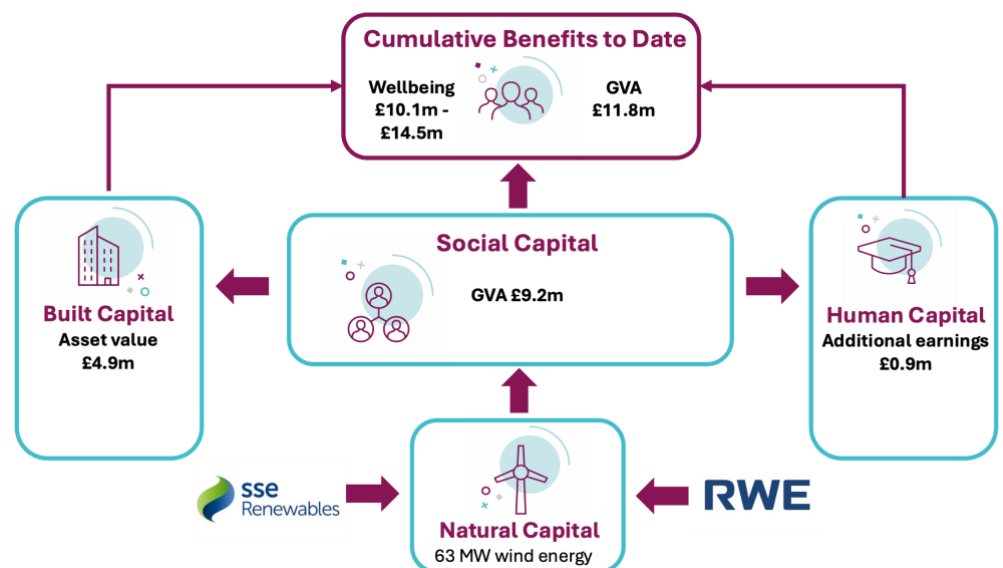 Cumulative Benefits to Date
Wellbeing
£10.1m -
£14.5m
GVA
£11.8m
Social Capital
GVA £9.2m
Built Capital
Asset value
£4.9m
Human Capital
Additional earnings
£0.9m
sse
Renewables
RWE
Natural Capital
63 MW wind energy